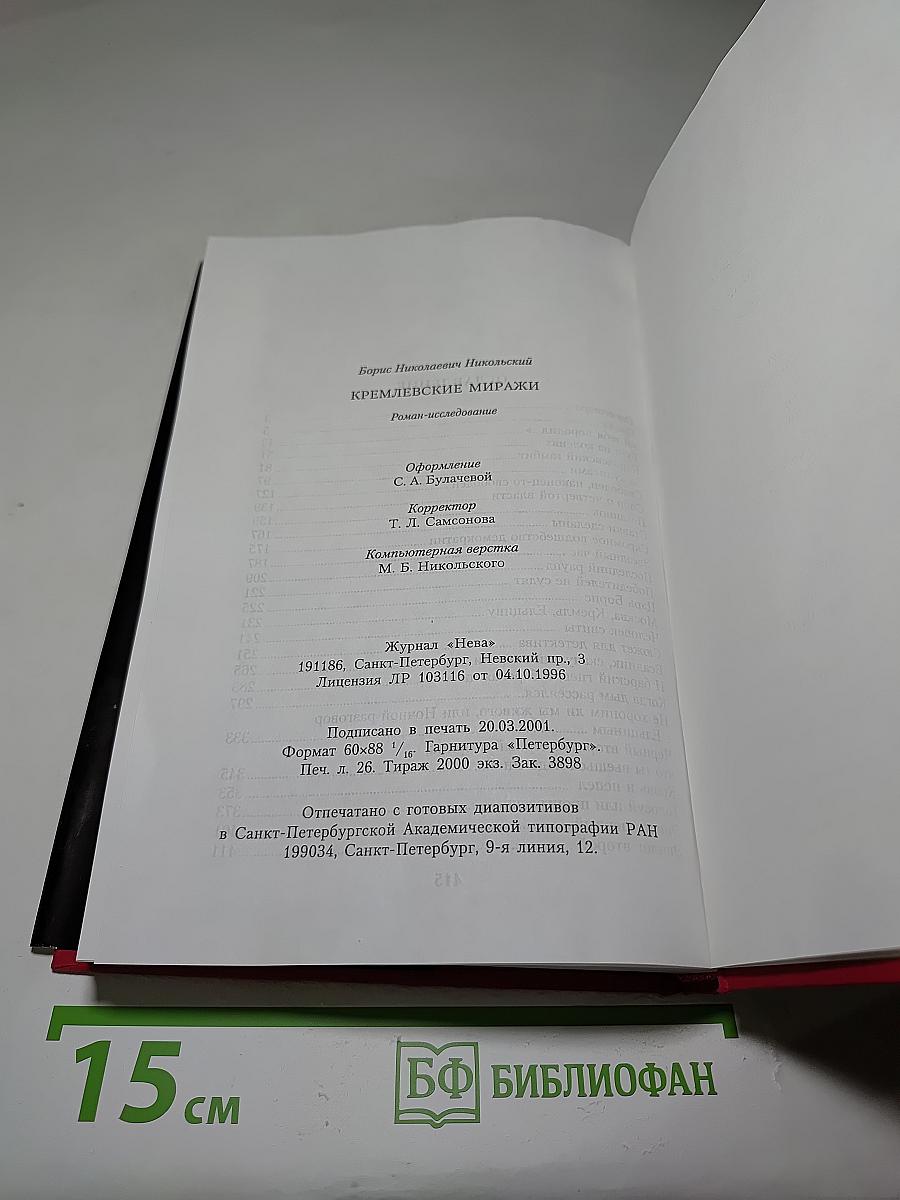 Борис Николаевич Никольский
КРЕМЛЕВСКИЕ МИРАЖИ
Роман-исследование
Оформление
С. А. Булачевой
Корректор
Т. Л. Самсонова
Компьютерная верстка
М. Б. Никольского
Журнал «Нева»
191186, Санкт-Петербург, Невский пр., 3
Лицензия ЛР 103116 от 04.10.1996
Подписано в печать 20.03.2001.
Формат 60×88 1/16. Гарнитура «Петербург».
Печ. л. 26. Тираж 2000 экз. Зак. 3898
Отпечатано с готовых диапозитивов
в Санкт-Петербургской Академической типографии РАН
199034, Санкт-Петербург, 9-я линия, 12.
415
15 см
БФ БИБЛИОФАН